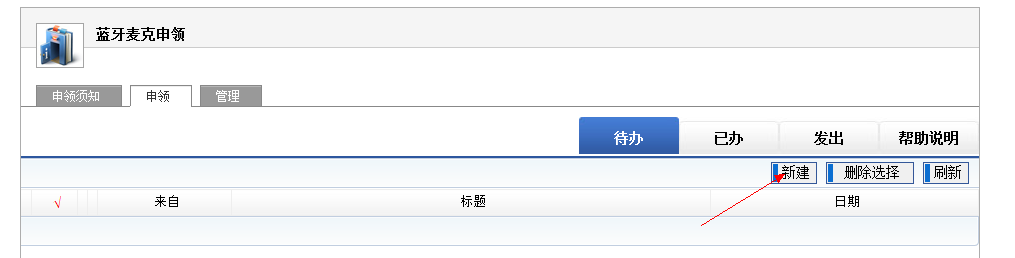 蓝牙麦克申领
申领须知 申领 管理
待办 已办 发出 帮助说明
新建 删除选择 刷新
√ 来自 标题 日期